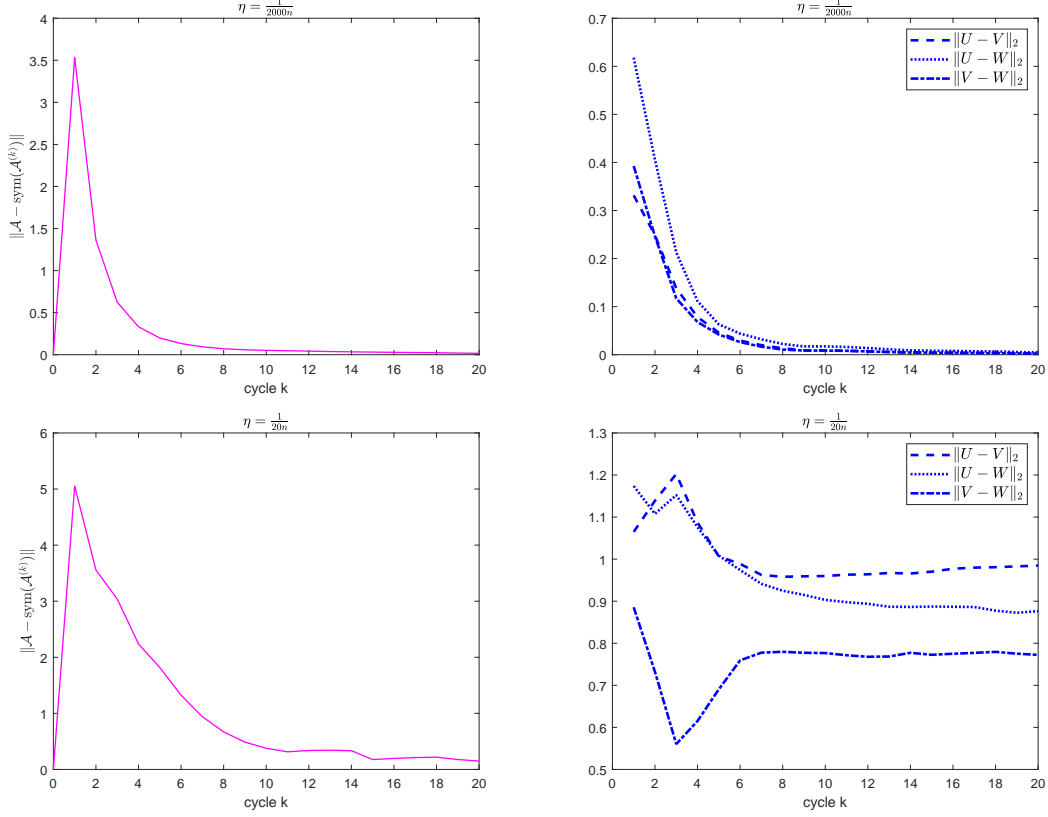 η = 1/2000n
‖𝒜 − sym(𝒜^(k))‖
4
3.5
3
2.5
2
1.5
1
0.5
0
0 2 4 6 8 10 12 14 16 18 20
cycle k
η = 1/2000n
0.7
0.6
0.5
0.4
0.3
0.2
0.1
0
‖U − V‖₂
‖U − W‖₂
‖V − W‖₂
0 2 4 6 8 10 12 14 16 18 20
cycle k
η = 1/20n
‖𝒜 − sym(𝒜^(k))‖
6
5
4
3
2
1
0
0 2 4 6 8 10 12 14 16 18 20
cycle k
η = 1/20n
1.3
1.2
1.1
1
0.9
0.8
0.7
0.6
0.5
‖U − V‖₂
‖U − W‖₂
‖V − W‖₂
0 2 4 6 8 10 12 14 16 18 20
cycle k